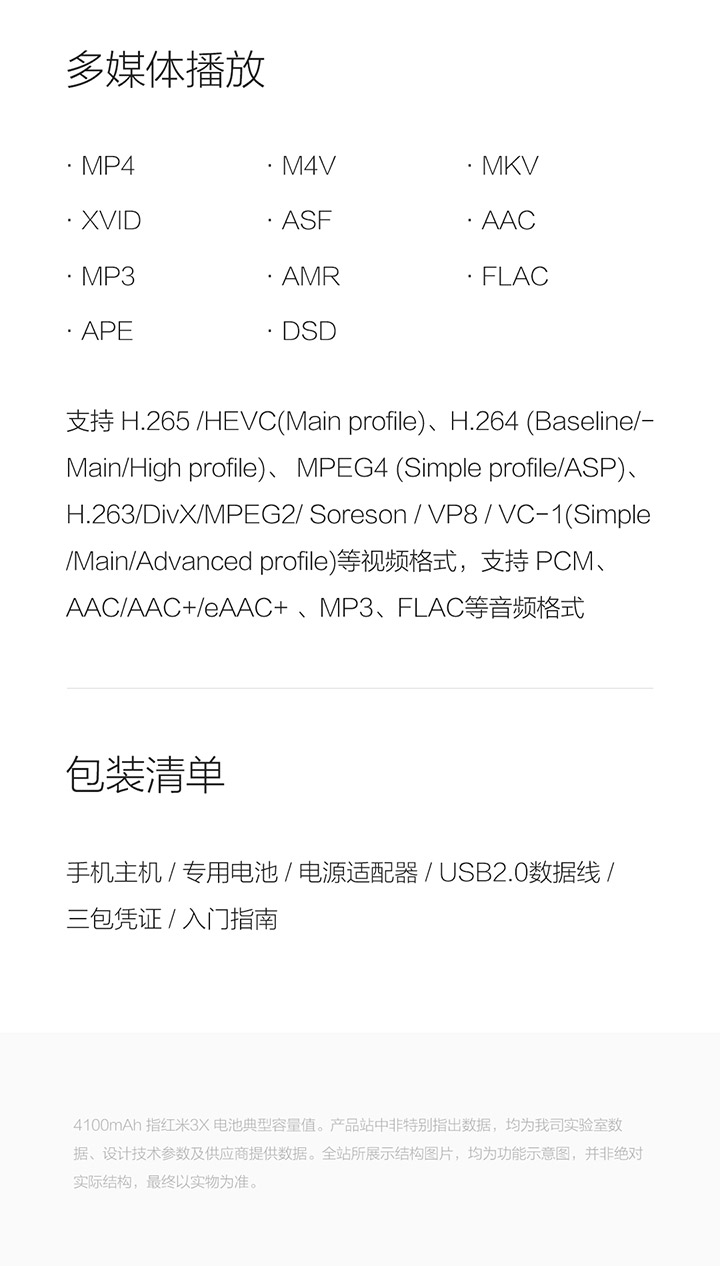 多媒体播放
· MP4 · M4V · MKV
· XVID · ASF · AAC
· MP3 · AMR · FLAC
· APE · DSD
支持 H.265 /HEVC(Main profile)、H.264 (Baseline/-
Main/High profile)、 MPEG4 (Simple profile/ASP)、
H.263/DivX/MPEG2/ Soreson / VP8 / VC-1(Simple
/Main/Advanced profile)等视频格式，支持 PCM、
AAC/AAC+/eAAC+ 、MP3、FLAC等音频格式
包装清单
手机主机 / 专用电池 / 电源适配器 / USB2.0数据线 /
三包凭证 / 入门指南
4100mAh 指红米3X 电池典型容量值。产品站中非特别指出数据，均为我司实验室数
据、设计技术参数及供应商提供数据。全站所展示结构图片，均为功能示意图，并非绝对
实际结构，最终以实物为准。